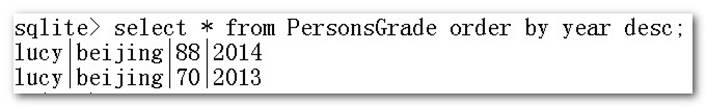 sqlite> select * from PersonsGrade order by year desc;
lucy|beijing|88|2014
lucy|beijing|70|2013